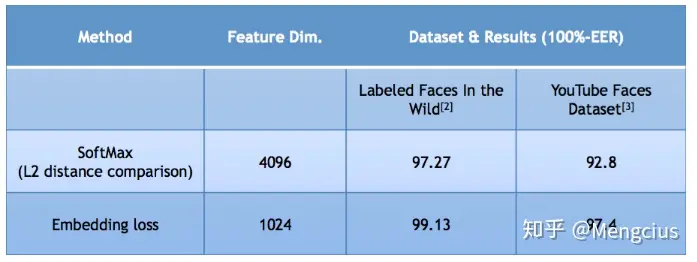 Method Feature Dim. Dataset & Results (100%-EER)
Labeled Faces In the YouTube Faces
Wild[2] Dataset[3]
SoftMax
(L2 distance comparison) 4096 97.27 92.8
Embedding loss 1024 99.13 97.4
知乎 @Mengcius